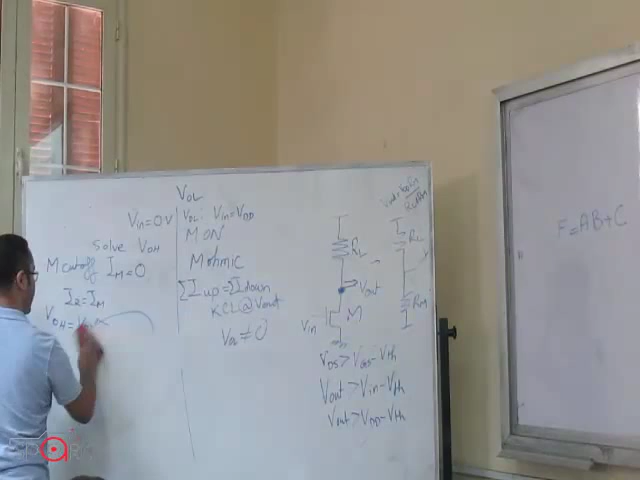 Vin=0V
Solve VOH
M cutoff IM=0
IR=IM
VOH=
VOL
VOL: Vin=VDD
M ON
M ohmic
ΣIup=ΣIdown
KCL@Vout
VOL≠0
RL
Vout
Vin
M
VDS>VGS-Vth
Vout>Vin-Vth
Vout>VDD-Vth
RL
RM
F=AB+C